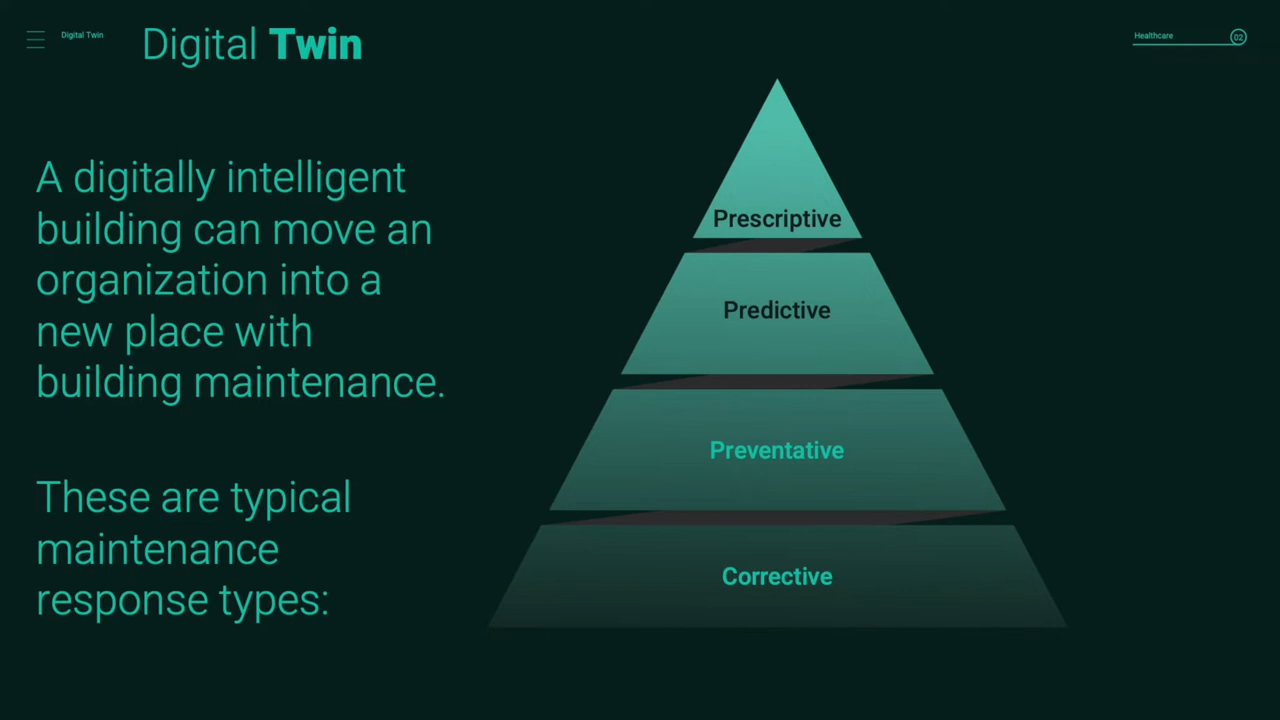 Digital Twin
Digital Twin
Healthcare
02
A digitally intelligent
building can move an
organization into a
new place with
building maintenance.
These are typical
maintenance
response types:
Prescriptive
Predictive
Preventative
Corrective